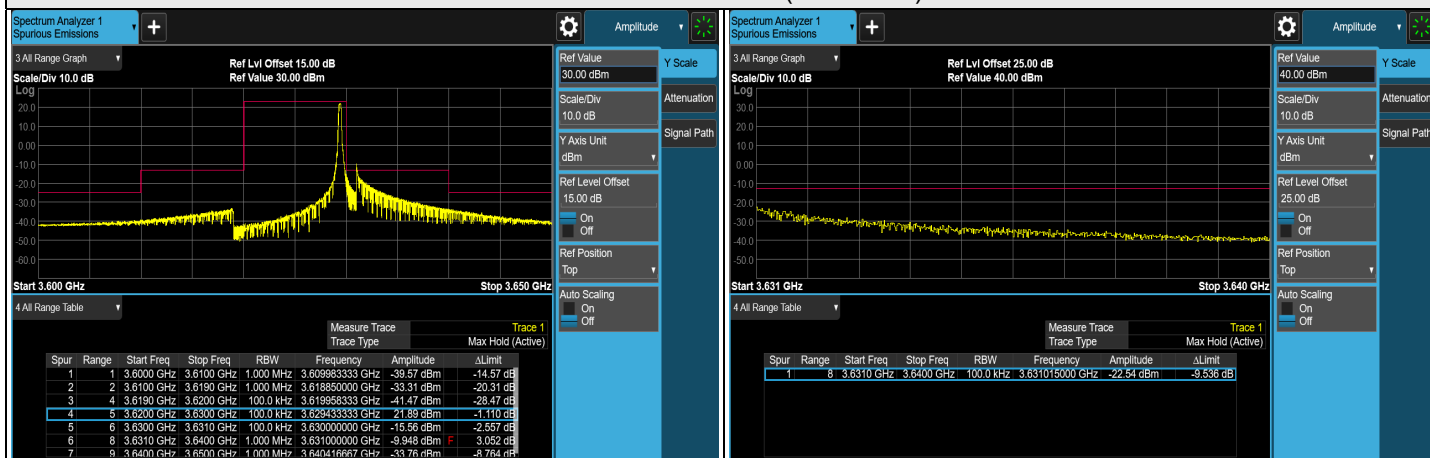 Spectrum Analyzer 1
Spurious Emissions
+
Amplitude
3 All Range Graph
Ref Lvl Offset 15.00 dB
Scale/Div 10.0 dB
Ref Value 30.00 dBm
Log
20.0
10.0
0.00
-10.0
-20.0
-30.0
-40.0
-50.0
-60.0
Start 3.600 GHz
Stop 3.650 GHz
Ref Value
30.00 dBm
Scale/Div
10.0 dB
Y Axis Unit
dBm
Ref Level Offset
15.00 dB
On
Off
Ref Position
Top
Auto Scaling
On
Off
Y Scale
Attenuation
Signal Path
4 All Range Table
Measure Trace Trace 1
Trace Type Max Hold (Active)
Spur Range Start Freq Stop Freq RBW Frequency Amplitude ΔLimit
1 1 3.6000 GHz 3.6100 GHz 1.000 MHz 3.609983333 GHz -39.57 dBm -14.57 dB
2 2 3.6100 GHz 3.6190 GHz 1.000 MHz 3.618850000 GHz -33.31 dBm -20.31 dB
3 4 3.6190 GHz 3.6200 GHz 100.0 kHz 3.619958333 GHz -41.47 dBm -28.47 dB
4 5 3.6200 GHz 3.6300 GHz 100.0 kHz 3.629433333 GHz 21.89 dBm -1.110 dB
5 6 3.6300 GHz 3.6310 GHz 100.0 kHz 3.630000000 GHz -15.56 dBm -2.557 dB
6 8 3.6310 GHz 3.6400 GHz 1.000 MHz 3.631000000 GHz -9.948 dBm F 3.052 dB
7 9 3.6400 GHz 3.6500 GHz 1.000 MHz 3.640416667 GHz -33.76 dBm -8.764 dB
Spectrum Analyzer 1
Spurious Emissions
+
Amplitude
3 All Range Graph
Ref Lvl Offset 25.00 dB
Scale/Div 10.0 dB
Ref Value 40.00 dBm
Log
30.0
20.0
10.0
0.00
-10.0
-20.0
-30.0
-40.0
-50.0
Start 3.631 GHz
Stop 3.640 GHz
Ref Value
40.00 dBm
Scale/Div
10.0 dB
Y Axis Unit
dBm
Ref Level Offset
25.00 dB
On
Off
Ref Position
Top
Auto Scaling
On
Off
Y Scale
Attenuation
Signal Path
4 All Range Table
Measure Trace Trace 1
Trace Type Max Hold (Active)
Spur Range Start Freq Stop Freq RBW Frequency Amplitude ΔLimit
1 8 3.6310 GHz 3.6400 GHz 100.0 kHz 3.631015000 GHz -22.54 dBm -9.536 dB